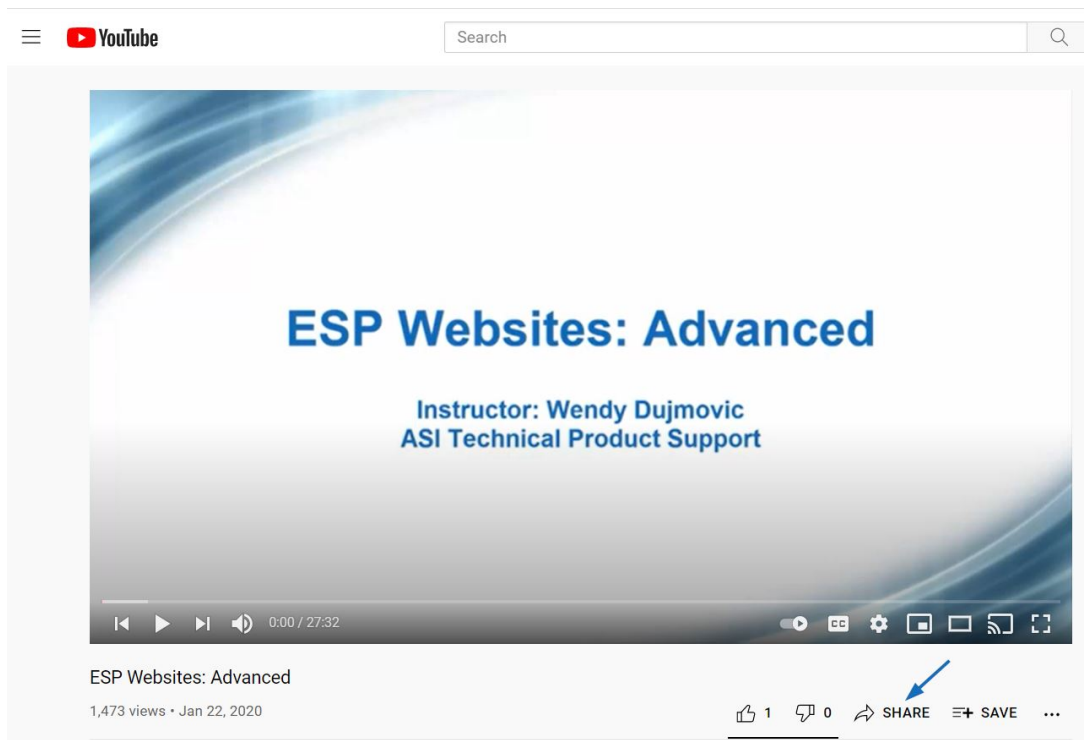 YouTube
Search
ESP Websites: Advanced
Instructor: Wendy Dujmovic
ASI Technical Product Support
0:00 / 27:32
CC
ESP Websites: Advanced
1,473 views • Jan 22, 2020
1 0 SHARE SAVE ...